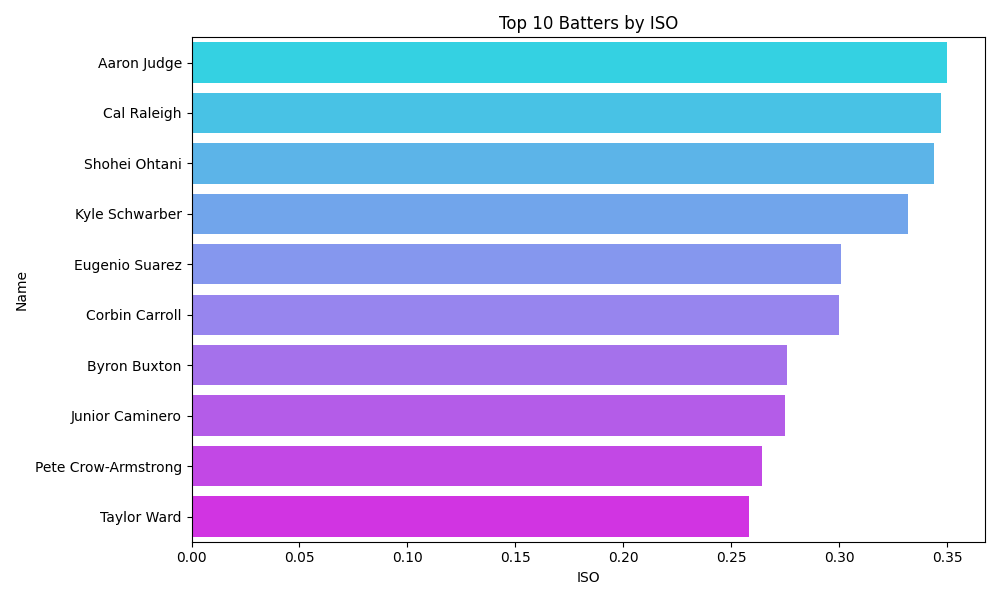 Top 10 Batters by ISO
Aaron Judge
Cal Raleigh
Shohei Ohtani
Kyle Schwarber
Eugenio Suarez
Corbin Carroll
Byron Buxton
Junior Caminero
Pete Crow-Armstrong
Taylor Ward
Name
0.00 0.05 0.10 0.15 0.20 0.25 0.30 0.35
ISO